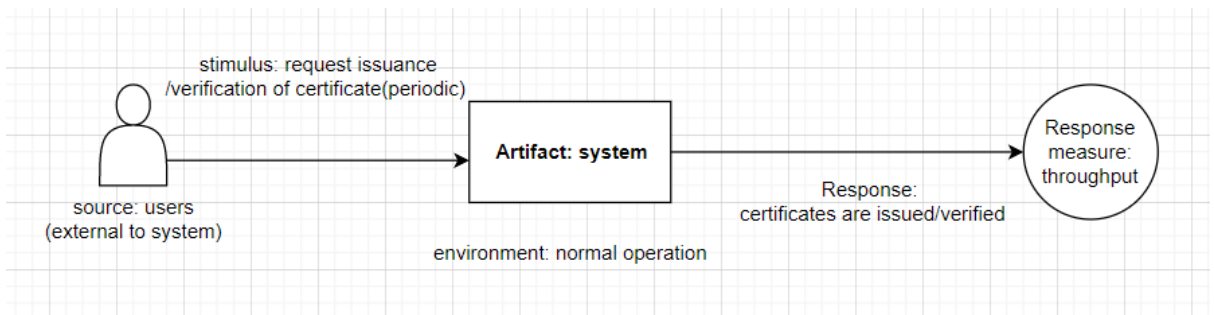 stimulus: request issuance
/verification of certificate(periodic)
source: users
(external to system)
Artifact: system
environment: normal operation
Response:
certificates are issued/verified
Response
measure:
throughput